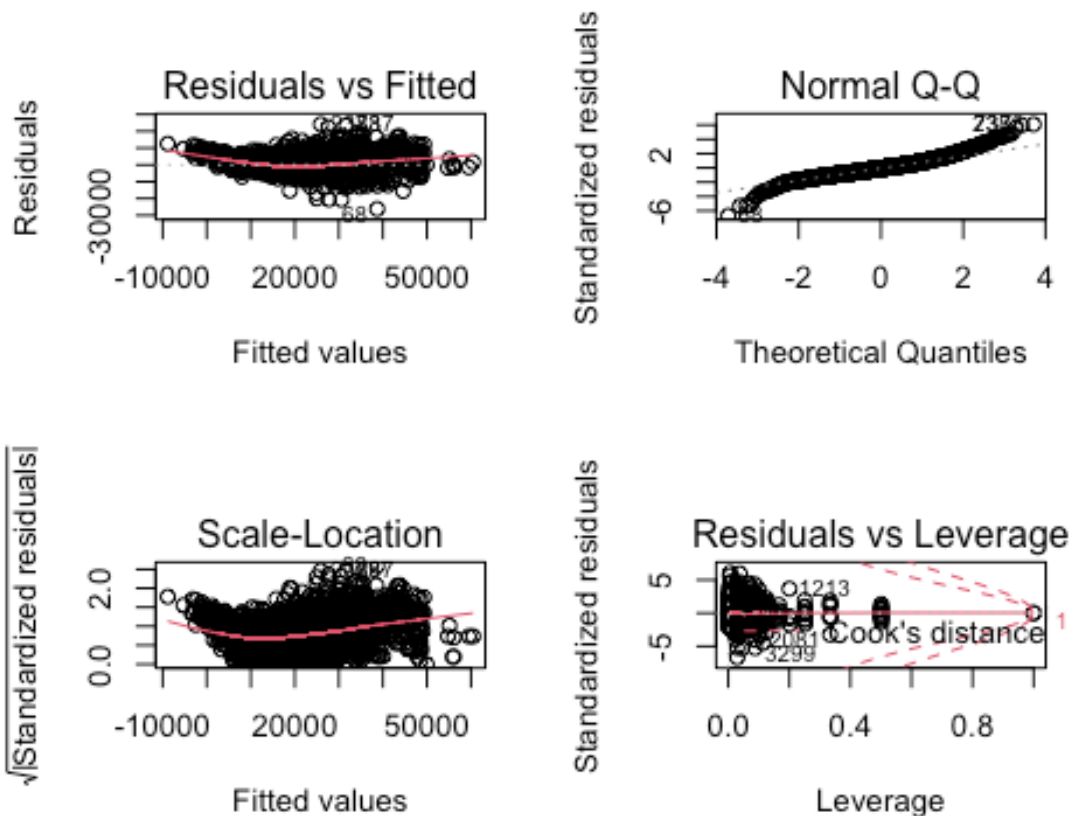 Residuals vs Fitted
Residuals
-30000
68
-10000 20000 50000
Fitted values
Normal Q-Q
Standardized residuals
2
-6
-4 -2 0 2 4
Theoretical Quantiles
Scale-Location
√|Standardized residuals|
2.0
0.0
-10000 20000 50000
Fitted values
Residuals vs Leverage
Standardized residuals
5
0
-5
1213
2081
3299
Cook's distance
1
0.0 0.4 0.8
Leverage